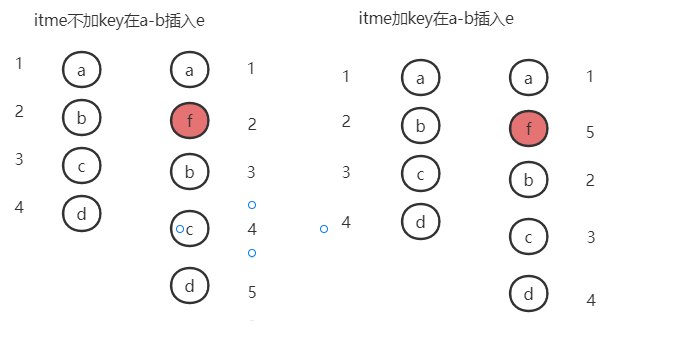 itme不加key在a-b插入e
1 a a 1
2 b f 2
3 c b 3
4 d c 4
d 5
itme加key在a-b插入e
1 a a 1
2 b f 5
3 c b 2
4 d c 3
d 4